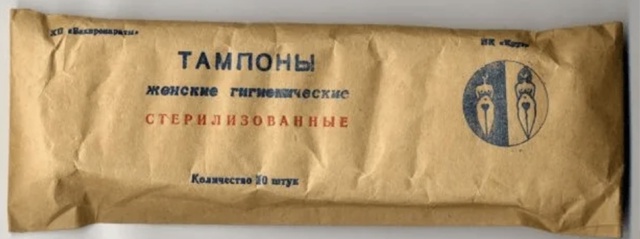 ТАМПОНЫ
женские гигиенические
СТЕРИЛИЗОВАННЫЕ
Количество 10 штук